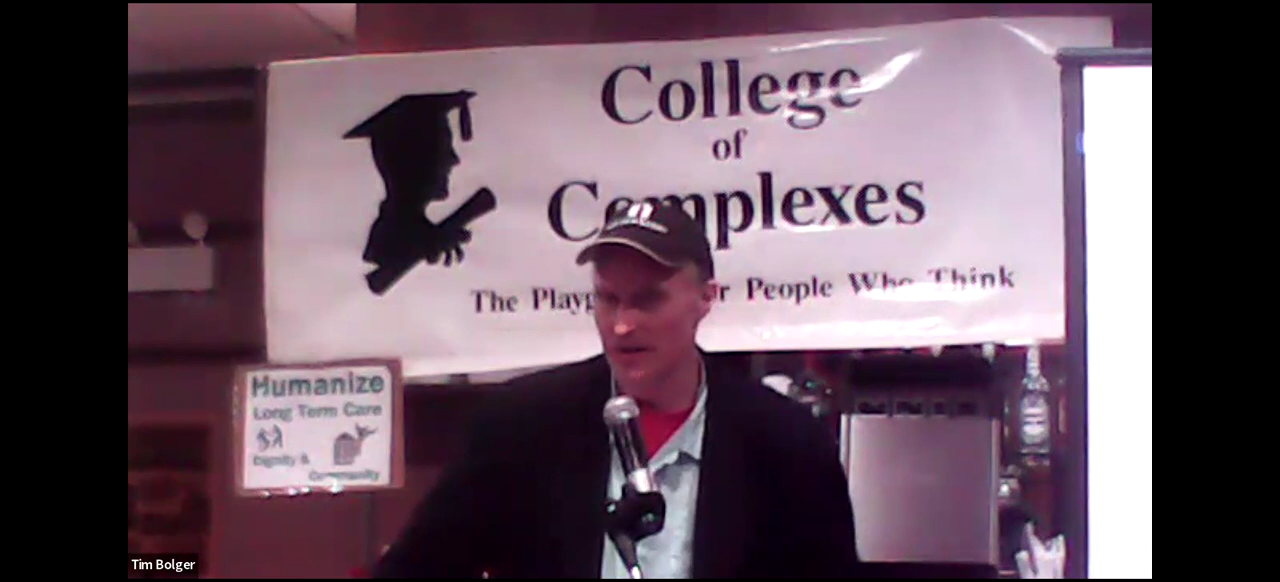 College
of
Complexes
The Playg r People Who Think
Humanize
Long Term Care
Dignity &
Community
Tim Bolger